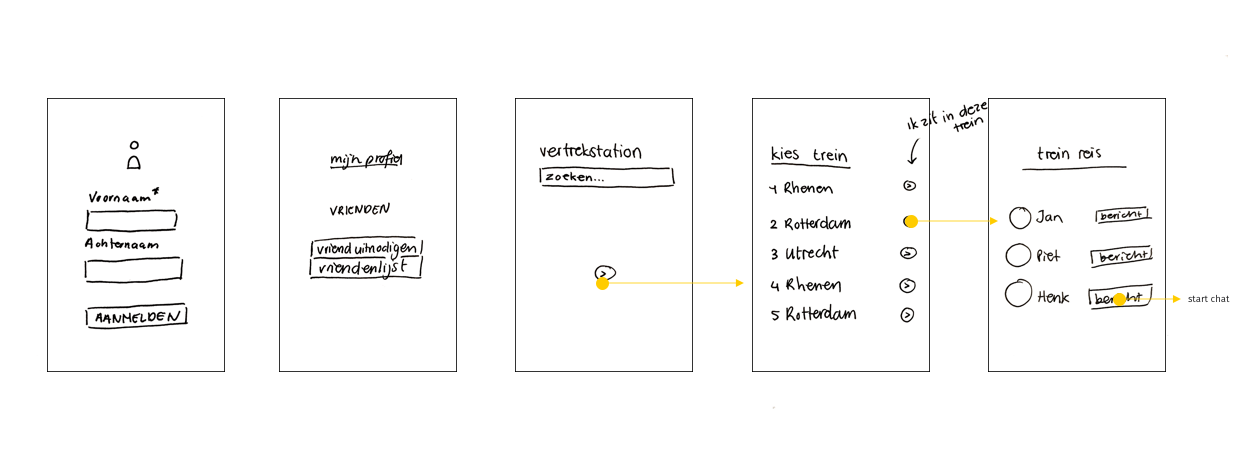 Voornaam*
Achternaam
AANMELDEN
mijn profiel
VRIENDEN
vriend uitnodigen
vriendenlijst
vertrekstation
zoeken...
>
ik zit in deze
trein
kies trein
1 Rhenen >
2 Rotterdam
3 Utrecht >
4 Rhenen >
5 Rotterdam >
trein reis
Jan bericht
Piet bericht
Henk bericht
start chat